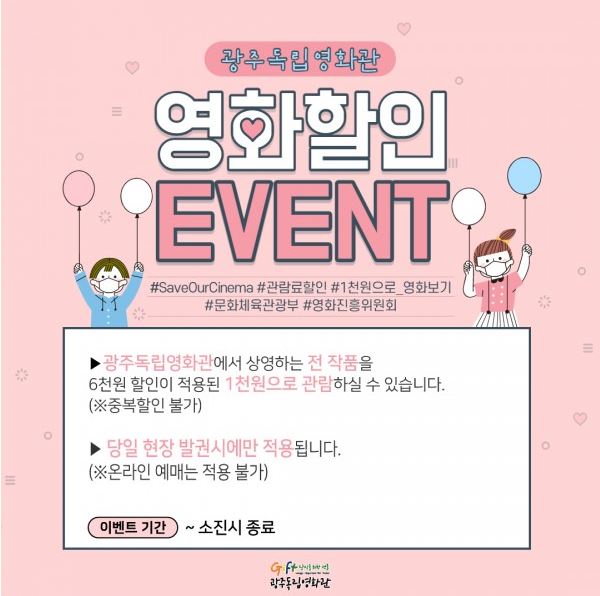 광주독립영화관
영화할인
EVENT
#SaveOurCinema #관람료할인 #1천원으로_영화보기
#문화체육관광부 #영화진흥위원회
▶광주독립영화관에서 상영하는 전 작품을
6천원 할인이 적용된 1천원으로 관람하실 수 있습니다.
(※중복할인 불가)
▶ 당일 현장 발권시에만 적용됩니다.
(※온라인 예매는 적용 불가)
이벤트 기간 ~ 소진시 종료
Gift
광주독립영화관